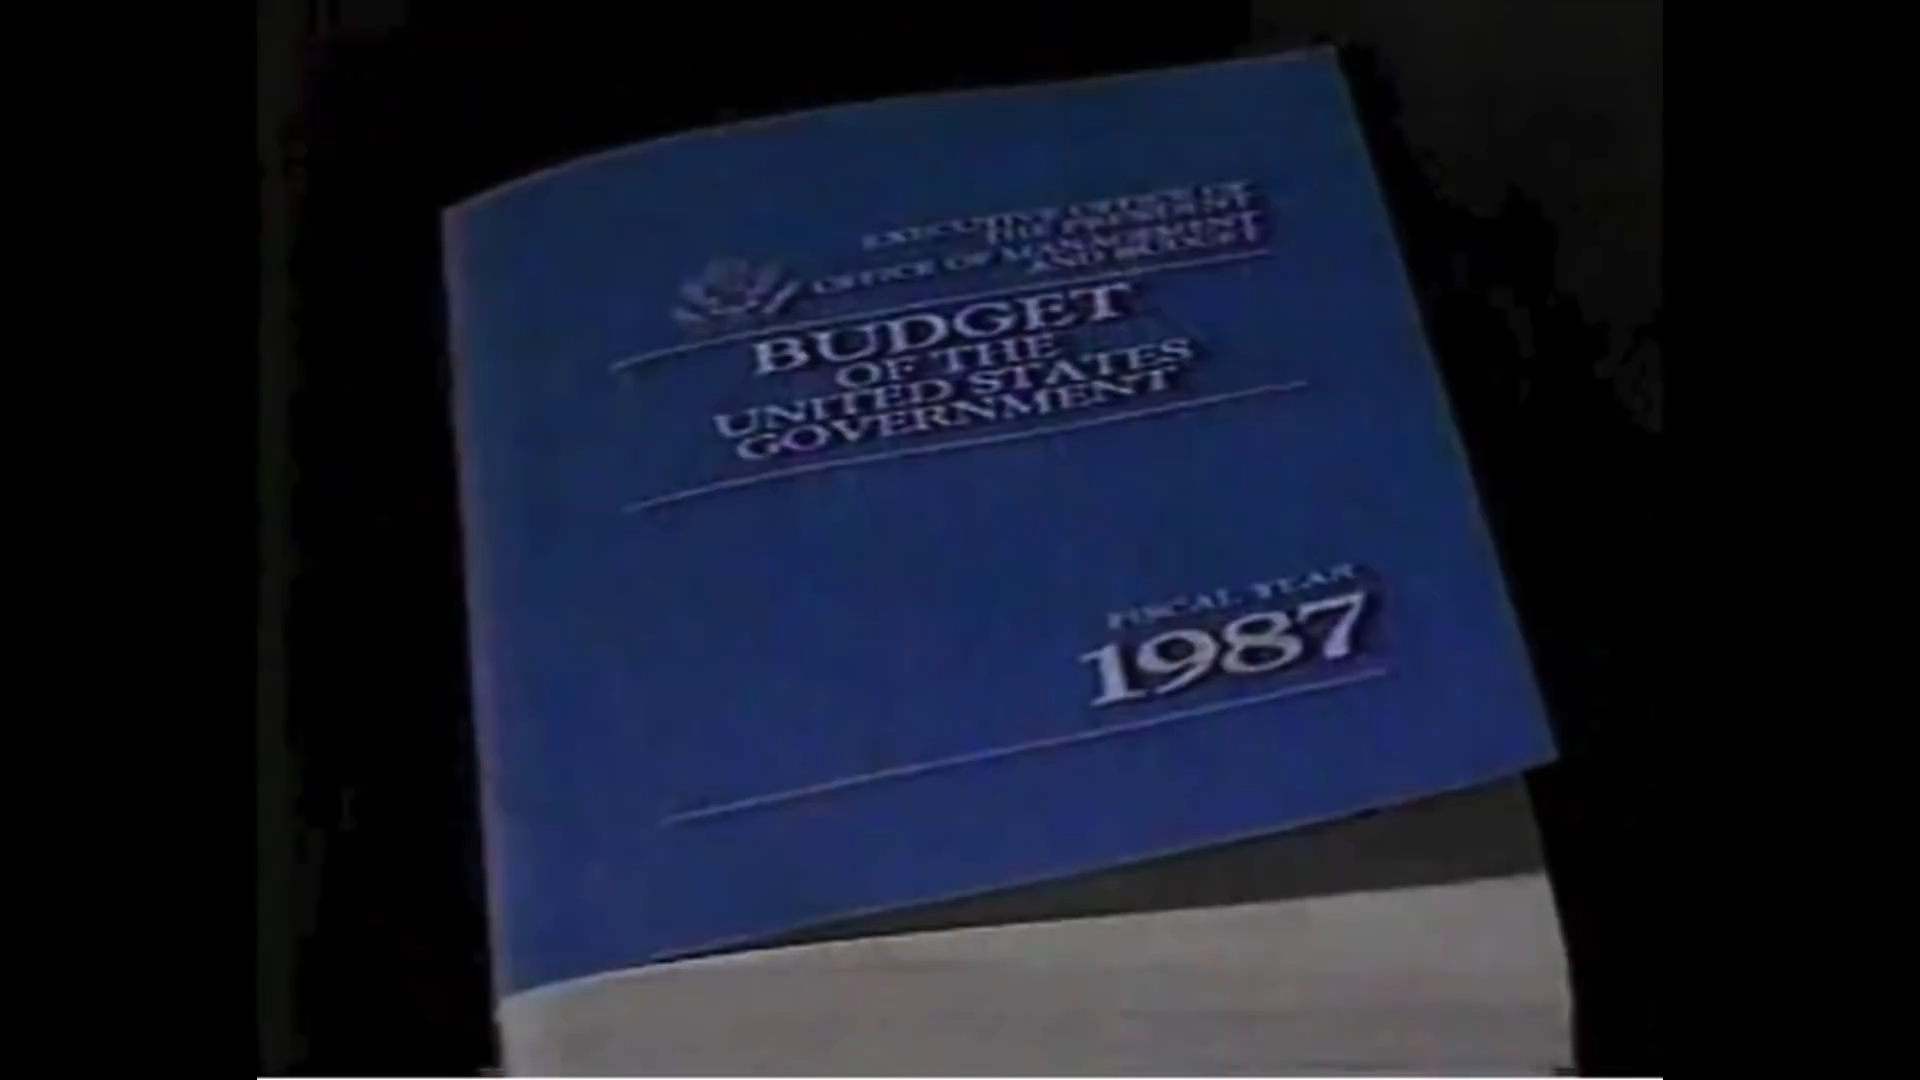 EXECUTIVE OFFICE OF
THE PRESIDENT
OFFICE OF MANAGEMENT
AND BUDGET
BUDGET
OF THE
UNITED STATES
GOVERNMENT
FISCAL YEAR
1987